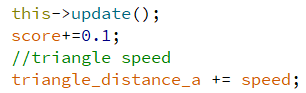 this->update();
score+=0.1;
//triangle speed
triangle_distance_a += speed;